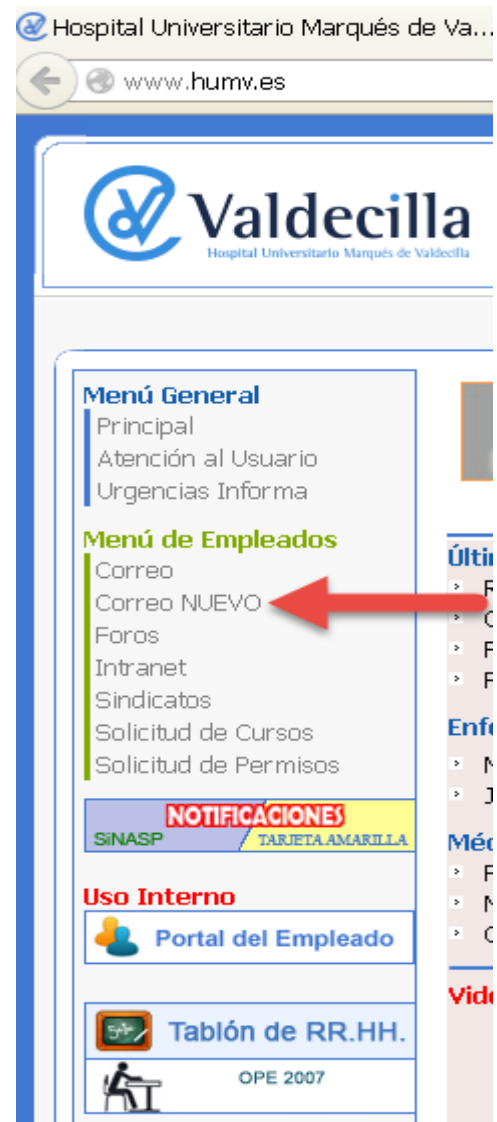 Hospital Universitario Marqués de Va...
www.humv.es
Valdecilla
Hospital Universitario Marqués de Valdecilla
Menú General
Principal
Atención al Usuario
Urgencias Informa
Menú de Empleados
Correo
Correo NUEVO
Foros
Intranet
Sindicatos
Solicitud de Cursos
Solicitud de Permisos
NOTIFICACIONES
SiNASP TARJETA AMARILLA
Uso Interno
Portal del Empleado
Tablón de RR.HH.
OPE 2007